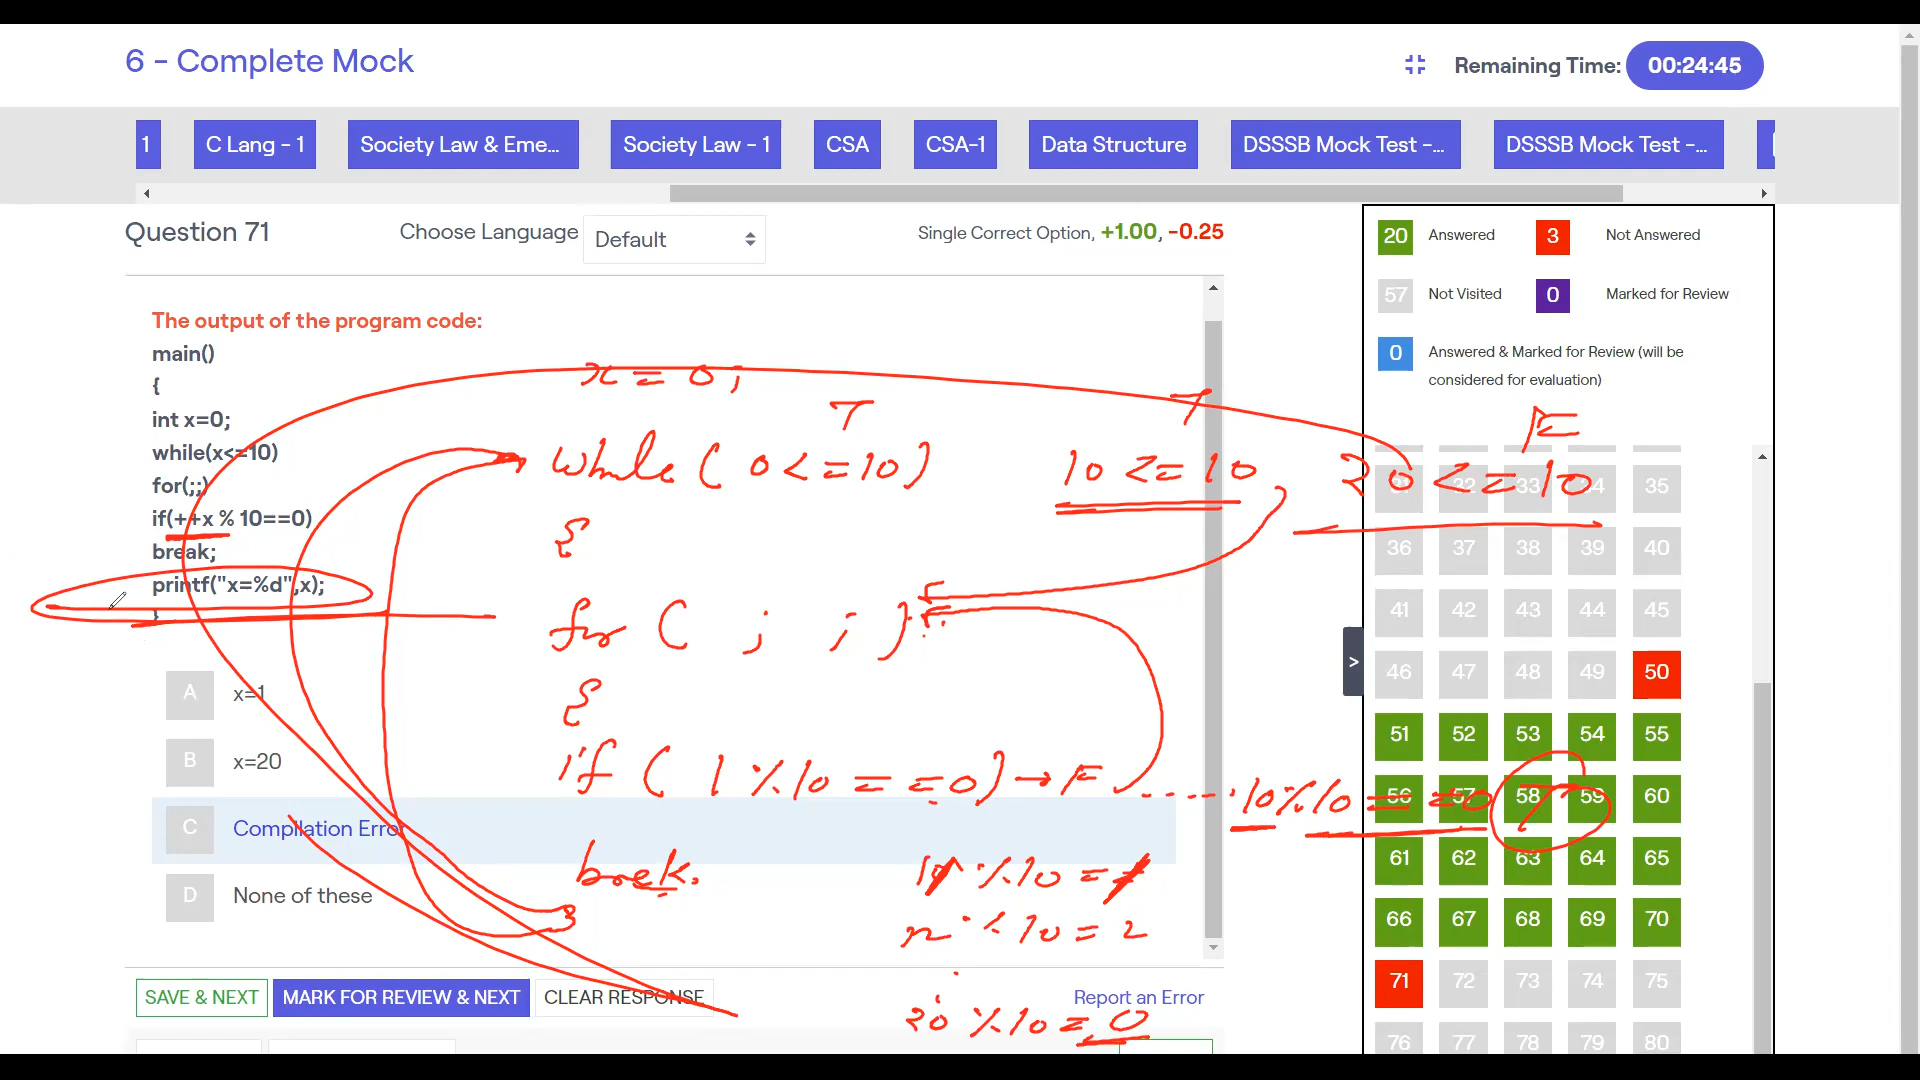 6 - Complete Mock
Remaining Time: 00:24:45
1 C Lang - 1 Society Law & Eme... Society Law - 1 CSA CSA-1 Data Structure DSSSB Mock Test -... DSSSB Mock Test -...
Question 71
Choose Language Default
Single Correct Option, +1.00, -0.25
The output of the program code:
main()
{
int x=0;
while(x<=10)
for(;;)
if(++x % 10==0)
break;
printf("x=%d",x);
}
A x=1
B x=20
C Compilation Error
D None of these
x = 0;
T
T
F
while ( 0 <= 10 )
10 <= 10,
20 <= 10
{
for ( ; ; )
{
if ( 1 % 10 == 0 ) → F
10 % 10 == 0
T
break;
12 % 10 = 2
20 % 10 = 0
SAVE & NEXT MARK FOR REVIEW & NEXT CLEAR RESPONSE
Report an Error
20 Answered 3 Not Answered
57 Not Visited 0 Marked for Review
0 Answered & Marked for Review (will be
considered for evaluation)
32 33 34 35
36 37 38 39 40
41 42 43 44 45
>
46 47 48 49 50
51 52 53 54 55
56 57 58 59 60
61 62 63 64 65
66 67 68 69 70
71 72 73 74 75
76 77 78 79 80